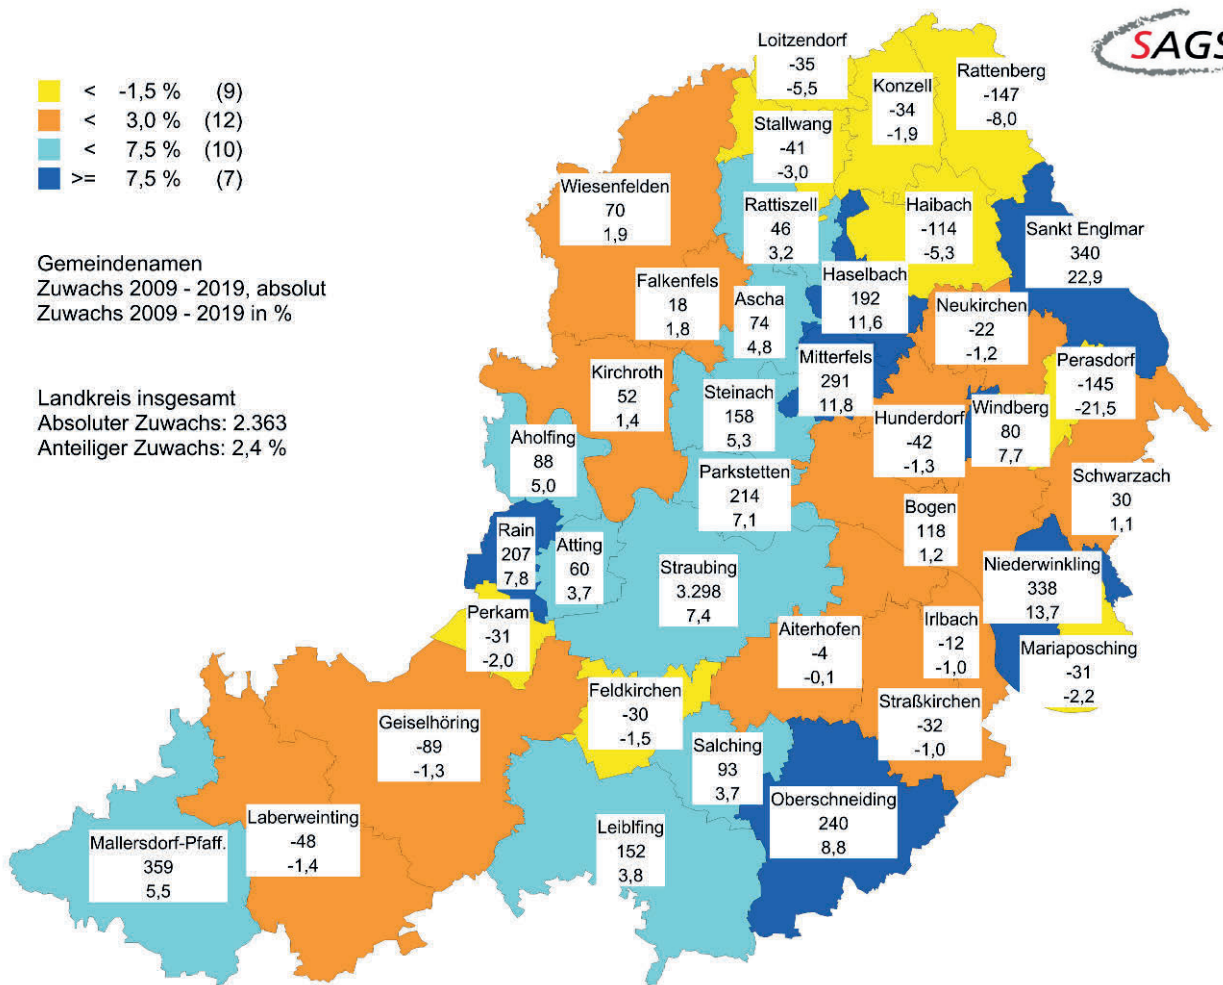 SAGS
< -1,5 % (9)
< 3,0 % (12)
< 7,5 % (10)
>= 7,5 % (7)
Gemeindenamen
Zuwachs 2009 - 2019, absolut
Zuwachs 2009 - 2019 in %
Landkreis insgesamt
Absoluter Zuwachs: 2.363
Anteiliger Zuwachs: 2,4 %
Loitzendorf
-35
-5,5
Konzell
-34
-1,9
Rattenberg
-147
-8,0
Stallwang
-41
-3,0
Wiesenfelden
70
1,9
Rattiszell
46
3,2
Haibach
-114
-5,3
Sankt Englmar
340
22,9
Falkenfels
18
1,8
Ascha
74
4,8
Haselbach
192
11,6
Neukirchen
-22
-1,2
Kirchroth
52
1,4
Steinach
158
5,3
Mitterfels
291
11,8
Perasdorf
-145
-21,5
Hunderdorf
-42
-1,3
Windberg
80
7,7
Aholfing
88
5,0
Parkstetten
214
7,1
Schwarzach
30
1,1
Bogen
118
1,2
Rain
207
7,8
Atting
60
3,7
Straubing
3.298
7,4
Niederwinkling
338
13,7
Perkam
-31
-2,0
Aiterhofen
-4
-0,1
Irlbach
-12
-1,0
Mariaposching
-31
-2,2
Feldkirchen
-30
-1,5
Straßkirchen
-32
-1,0
Geiselhöring
-89
-1,3
Salching
93
3,7
Oberschneiding
240
8,8
Laberweinting
-48
-1,4
Mallersdorf-Pfaff.
359
5,5
Leiblfing
152
3,8